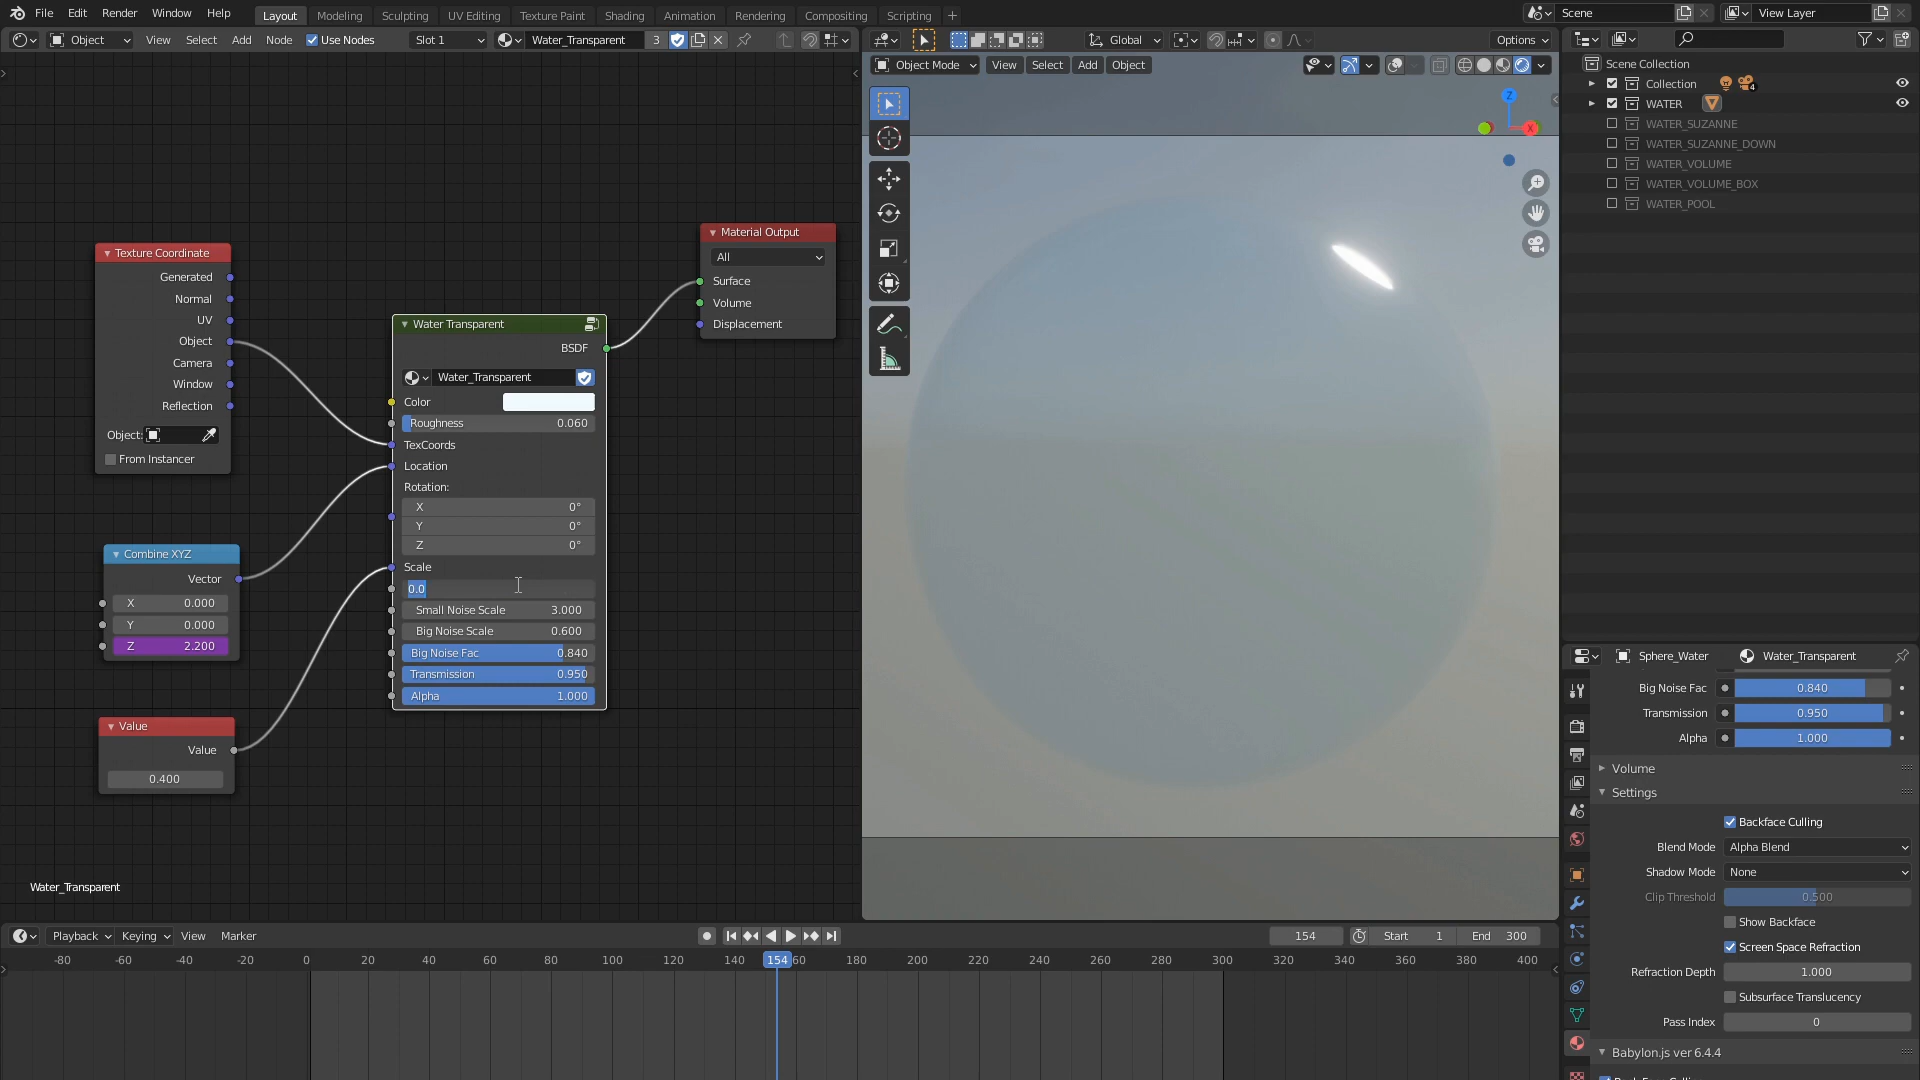 File Edit Render Window Help Layout Modeling Sculpting UV Editing Texture Paint Shading Animation Rendering Compositing Scripting + Scene View Layer
Object View Select Add Node Use Nodes Slot 1 Water_Transparent 3 Global Options
Object Mode View Select Add Object
Scene Collection
Collection 4
WATER
WATER_SUZANNE
WATER_SUZANNE_DOWN
WATER_VOLUME
WATER_VOLUME_BOX
WATER_POOL
Z
X
Texture Coordinate
Generated
Normal
UV
Object
Camera
Window
Reflection
Object:
From Instancer
Combine XYZ
Vector
X 0.000
Y 0.000
Z 2.200
Value
Value
0.400
Water Transparent
BSDF
Water_Transparent
Color
Roughness 0.060
TexCoords
Location
Rotation:
X 0°
Y 0°
Z 0°
Scale
0.0
Small Noise Scale 3.000
Big Noise Scale 0.600
Big Noise Fac 0.840
Transmission 0.950
Alpha 1.000
Material Output
All
Surface
Volume
Displacement
Water_Transparent
Sphere_Water Water_Transparent
Big Noise Fac 0.840
Transmission 0.950
Alpha 1.000
Volume
Settings
Backface Culling
Blend Mode Alpha Blend
Shadow Mode None
Clip Threshold 0.500
Show Backface
Screen Space Refraction
Refraction Depth 1.000
Subsurface Translucency
Pass Index 0
Babylon.js ver 6.4.4
Playback Keying View Marker 154 Start 1 End 300
-80 -60 -40 -20 0 20 40 60 80 100 120 140 154 60 180 200 220 240 260 280 300 320 340 360 380 400